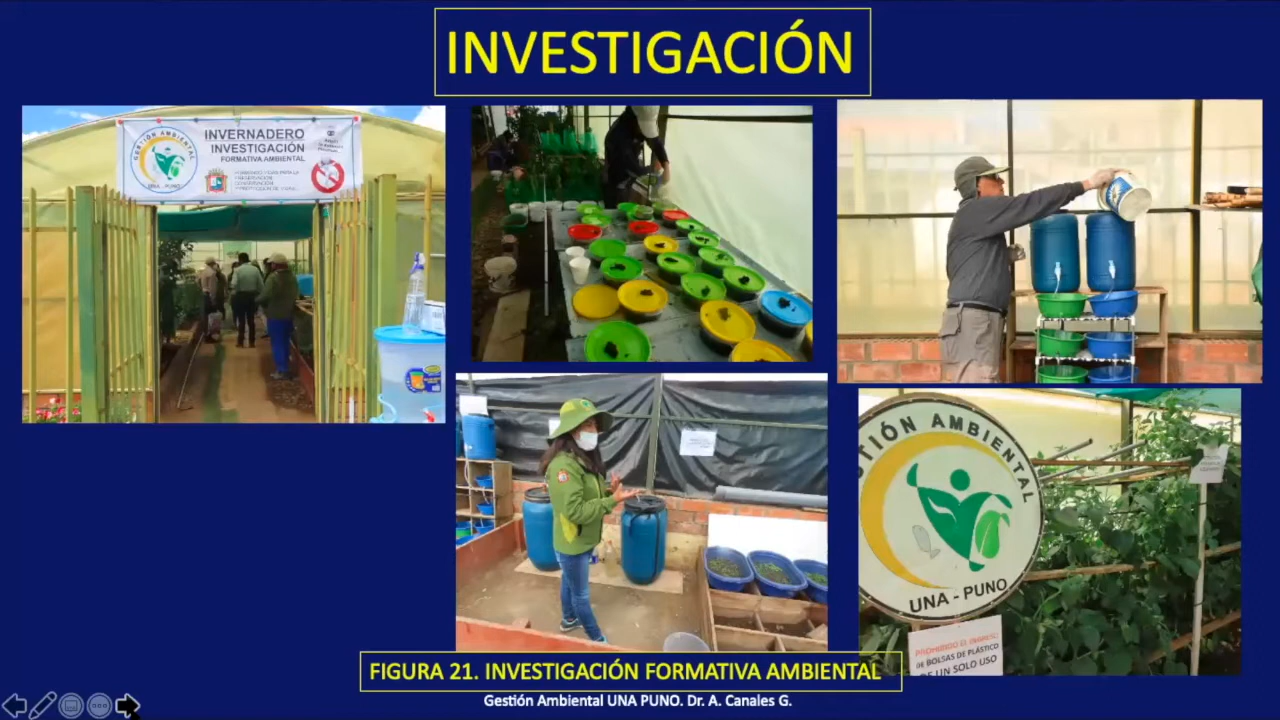 INVESTIGACIÓN
GESTIÓN AMBIENTAL
UNA - PUNO
INVERNADERO
INVESTIGACIÓN
FORMATIVA AMBIENTAL
GESTIÓN AMBIENTAL
UNA - PUNO
PROHIBIDO EL INGRESO
DE BOLSAS DE PLÁSTICO
DE UN SOLO USO
FIGURA 21. INVESTIGACIÓN FORMATIVA AMBIENTAL
Gestión Ambiental UNA PUNO. Dr. A. Canales G.